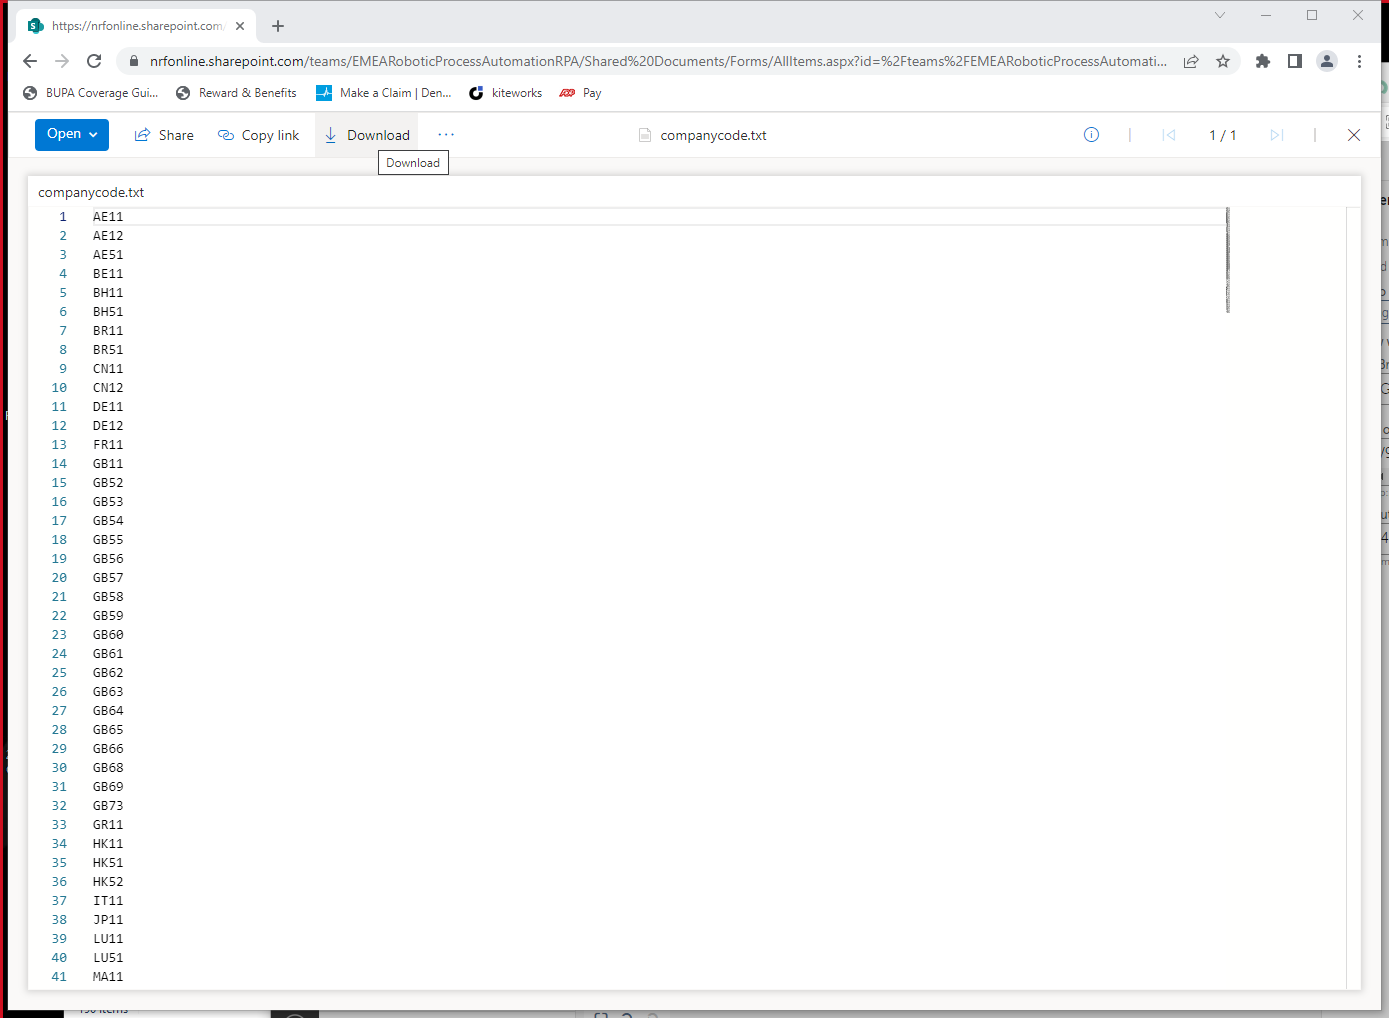 https://nrfonline.sharepoint.com/
nrfonline.sharepoint.com/teams/EMEARoboticProcessAutomationRPA/Shared%20Documents/Forms/AllItems.aspx?id=%2Fteams%2FEMEARoboticProcessAutomati...
BUPA Coverage Gui... Reward & Benefits Make a Claim | Den... kiteworks Pay
Open Share Copy link Download ... companycode.txt 1 / 1
Download
companycode.txt
1 AE11
2 AE12
3 AE51
4 BE11
5 BH11
6 BH51
7 BR11
8 BR51
9 CN11
10 CN12
11 DE11
12 DE12
13 FR11
14 GB11
15 GB52
16 GB53
17 GB54
18 GB55
19 GB56
20 GB57
21 GB58
22 GB59
23 GB60
24 GB61
25 GB62
26 GB63
27 GB64
28 GB65
29 GB66
30 GB68
31 GB69
32 GB73
33 GR11
34 HK11
35 HK51
36 HK52
37 IT11
38 JP11
39 LU11
40 LU51
41 MA11